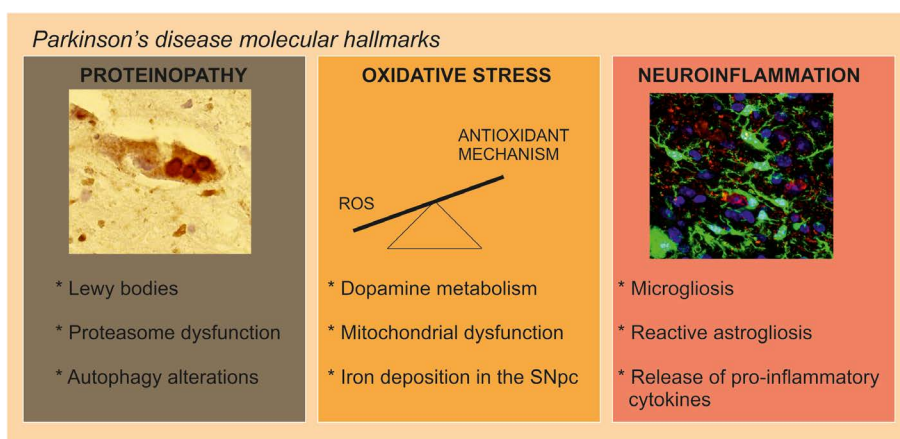 Parkinson's disease molecular hallmarks
PROTEINOPATHY
* Lewy bodies
* Proteasome dysfunction
* Autophagy alterations
OXIDATIVE STRESS
ANTIOXIDANT
MECHANISM
ROS
* Dopamine metabolism
* Mitochondrial dysfunction
* Iron deposition in the SNpc
NEUROINFLAMMATION
* Microgliosis
* Reactive astrogliosis
* Release of pro-inflammatory
cytokines